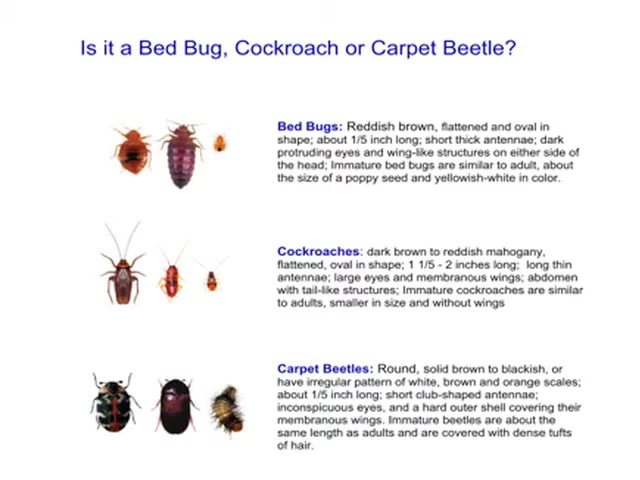 Is it a Bed Bug, Cockroach or Carpet Beetle?
Bed Bugs: Reddish brown, flattened and oval in
shape; about 1/5 inch long; short thick antennae; dark
protruding eyes and wing-like structures on either side of
the head; Immature bed bugs are similar to adult, about
the size of a poppy seed and yellowish-white in color.
Cockroaches: dark brown to reddish mahogany,
flattened, oval in shape; 1 1/5 - 2 inches long; long thin
antennae; large eyes and membranous wings; abdomen
with tail-like structures; Immature cockroaches are similar
to adults, smaller in size and without wings
Carpet Beetles: Round, solid brown to blackish, or
have irregular pattern of white, brown and orange scales;
about 1/5 inch long; short club-shaped antennae;
inconspicuous eyes, and a hard outer shell covering their
membranous wings. Immature beetles are about the
same length as adults and are covered with dense tufts
of hair.